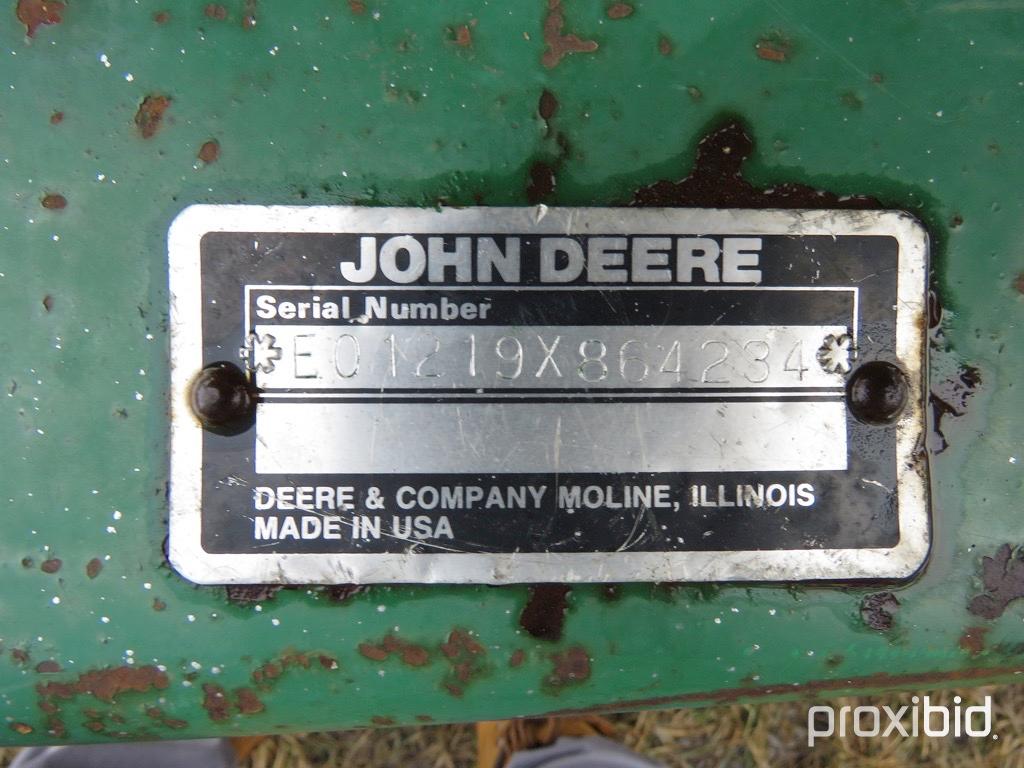 JOHN DEERE
Serial Number
*E01219X864234*
DEERE & COMPANY MOLINE, ILLINOIS
MADE IN USA
proxibid.